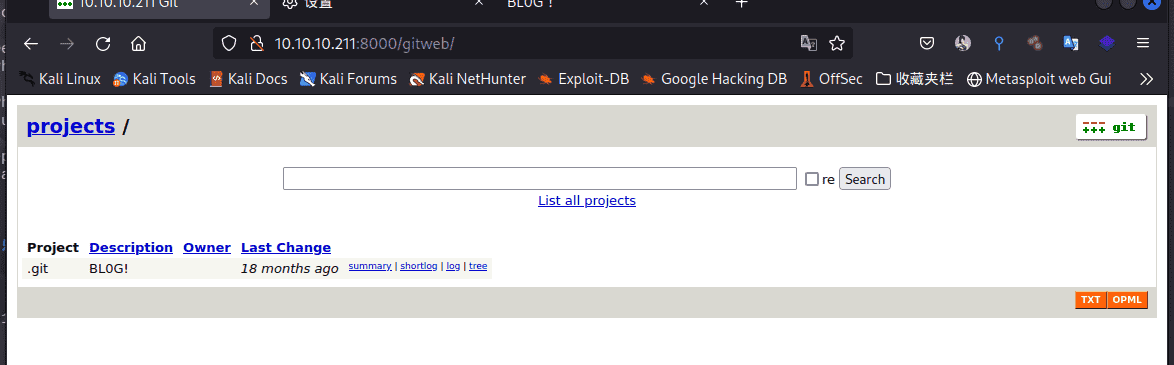 10.10.10.211 Git × 设置 × BL0G ! × +
10.10.10.211:8000/gitweb/
Kali Linux Kali Tools Kali Docs Kali Forums Kali NetHunter Exploit-DB Google Hacking DB OffSec 收藏夹栏 Metasploit web Gui
projects / git
re Search
List all projects
Project Description Owner Last Change
.git BL0G! 18 months ago summary | shortlog | log | tree
TXT OPML